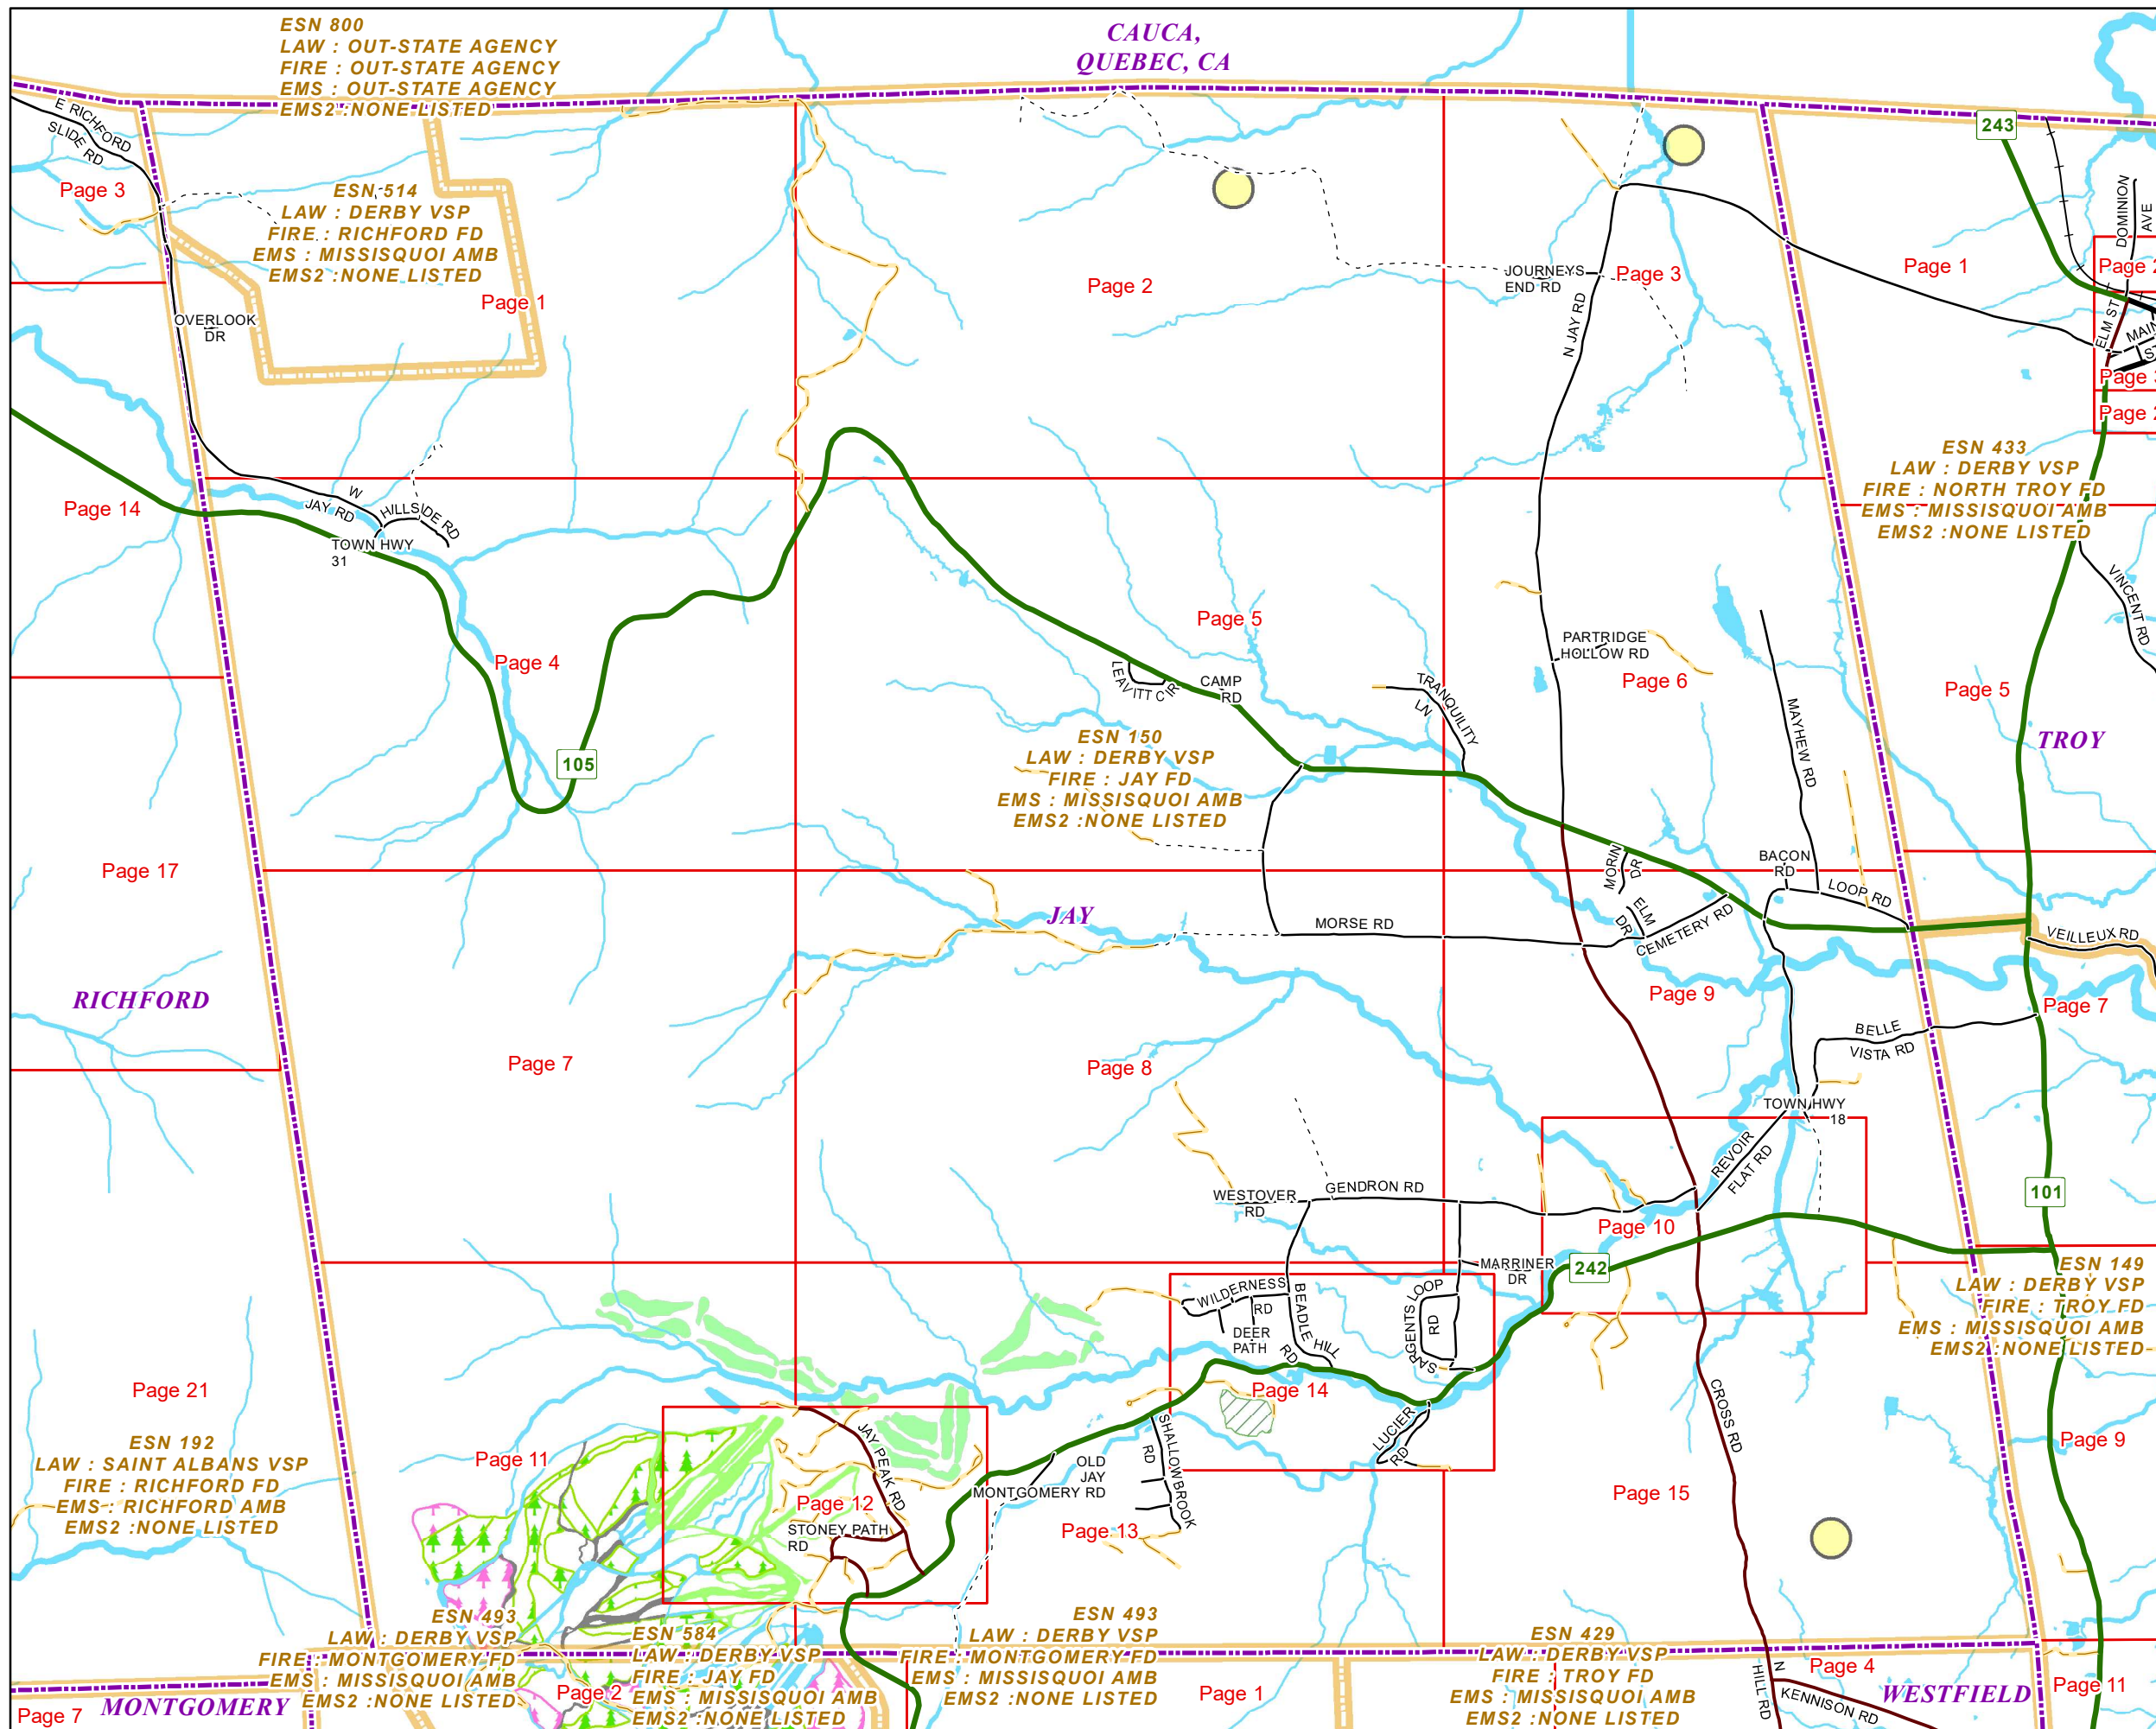 ESN 800
LAW : OUT-STATE AGENCY
FIRE : OUT-STATE AGENCY
EMS : OUT-STATE AGENCY
EMS2 :NONE LISTED
CAUCA,
QUEBEC, CA
E RICHFORD
SLIDE RD
Page 3
ESN 514
LAW : DERBY VSP
FIRE : RICHFORD FD
EMS : MISSISQUOI AMB
EMS2 :NONE LISTED
Page 1
OVERLOOK
DR
Page 2
JOURNEYS
END RD
Page 3
N JAY RD
Page 1
243
DOMINION
AVE
Page 2
ELM ST
MAIN
Page
Page 2
ESN 433
LAW : DERBY VSP
FIRE : NORTH TROY FD
EMS : MISSISQUOI AMB
EMS2 :NONE LISTED
Page 14
W
JAY RD
HILLSIDE RD
TOWN HWY
31
VINCENT RD
Page 4
Page 5
LEAVITT CIR
CAMP
RD
TRANQUILITY
LN
PARTRIDGE
HOLLOW RD
Page 6
MAYHEW RD
Page 5
TROY
105
ESN 150
LAW : DERBY VSP
FIRE : JAY FD
EMS : MISSISQUOI AMB
EMS2 :NONE LISTED
Page 17
MORIN
DR
BACON
RD
LOOP RD
ELM
DR
CEMETERY RD
JAY
MORSE RD
VEILLEUX RD
RICHFORD
Page 9
Page 7
BELLE
VISTA RD
Page 7
Page 8
TOWN HWY
18
REVOIR
FLAT RD
WESTOVER
RD
GENDRON RD
101
Page 10
MARRINER
DR
242
ESN 149
LAW : DERBY VSP
FIRE : TROY FD
EMS : MISSISQUOI AMB
EMS2 :NONE LISTED
WILDERNESS
RD
DEER
PATH
BEADLE HILL
RD
SARGENTS LOOP
RD
Page 14
Page 21
ESN 192
LAW : SAINT ALBANS VSP
FIRE : RICHFORD FD
EMS : RICHFORD AMB
EMS2 :NONE LISTED
Page 11
JAY PEAK RD
Page 12
STONEY PATH
RD
OLD
JAY
MONTGOMERY RD
SHALLOWBROOK
RD
Page 13
LUCIER
RD
CROSS RD
Page 15
Page 9
ESN 493
LAW : DERBY VSP
FIRE : MONTGOMERY FD
EMS : MISSISQUOI AMB
EMS2 :NONE LISTED
ESN 584
LAW : DERBY VSP
FIRE : JAY FD
EMS : MISSISQUOI AMB
EMS2 :NONE LISTED
ESN 493
LAW : DERBY VSP
FIRE : MONTGOMERY FD
EMS : MISSISQUOI AMB
EMS2 :NONE LISTED
ESN 429
LAW : DERBY VSP
FIRE : TROY FD
EMS : MISSISQUOI AMB
EMS2 :NONE LISTED
Page 7
MONTGOMERY
Page 2
Page 1
N
HILL RD
Page 4
KENNISON RD
WESTFIELD
Page 11